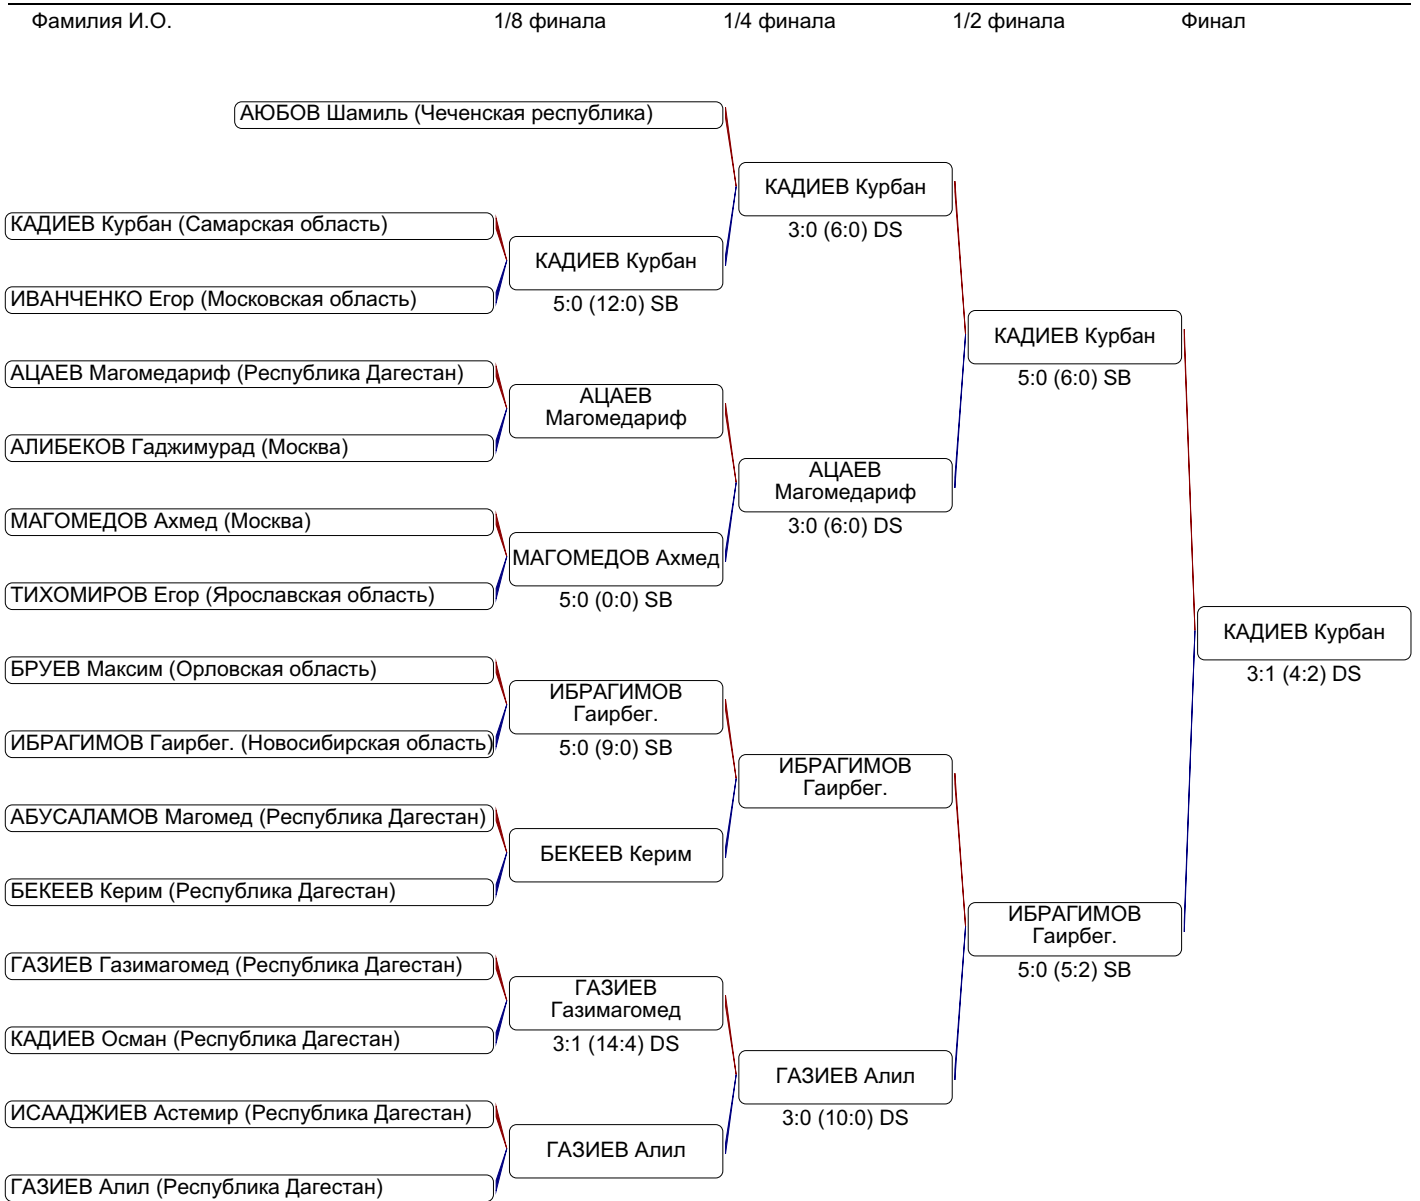 Фамилия И.О. 1/8 финала 1/4 финала 1/2 финала Финал
АЮБОВ Шамиль (Чеченская республика)
КАДИЕВ Курбан
3:0 (6:0) DS
КАДИЕВ Курбан (Самарская область)
КАДИЕВ Курбан
5:0 (12:0) SB
ИВАНЧЕНКО Егор (Московская область)
КАДИЕВ Курбан
5:0 (6:0) SB
АЦАЕВ Магомедариф (Республика Дагестан)
АЦАЕВ
Магомедариф
АЛИБЕКОВ Гаджимурад (Москва)
АЦАЕВ
Магомедариф
3:0 (6:0) DS
МАГОМЕДОВ Ахмед (Москва)
МАГОМЕДОВ Ахмед
5:0 (0:0) SB
ТИХОМИРОВ Егор (Ярославская область)
КАДИЕВ Курбан
3:1 (4:2) DS
БРУЕВ Максим (Орловская область)
ИБРАГИМОВ
Гаирбег.
5:0 (9:0) SB
ИБРАГИМОВ Гаирбег. (Новосибирская область)
ИБРАГИМОВ
Гаирбег.
АБУСАЛАМОВ Магомед (Республика Дагестан)
БЕКЕЕВ Керим
БЕКЕЕВ Керим (Республика Дагестан)
ИБРАГИМОВ
Гаирбег.
5:0 (5:2) SB
ГАЗИЕВ Газимагомед (Республика Дагестан)
ГАЗИЕВ
Газимагомед
3:1 (14:4) DS
КАДИЕВ Осман (Республика Дагестан)
ГАЗИЕВ Алил
3:0 (10:0) DS
ИСААДЖИЕВ Астемир (Республика Дагестан)
ГАЗИЕВ Алил
ГАЗИЕВ Алил (Республика Дагестан)